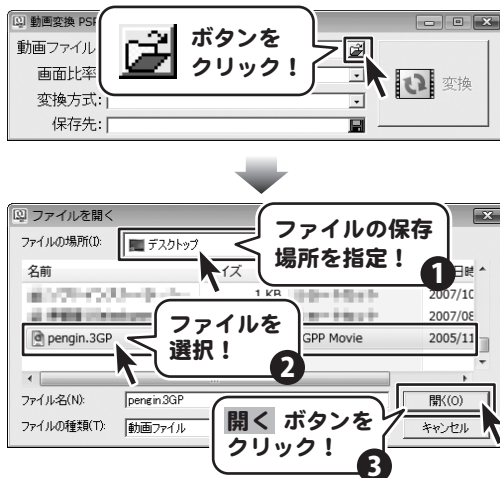 動画変換 PSP
動画ファイル
画面比率
変換方式:
保存先:
変換
ボタンを
クリック！
ファイルを開く
ファイルの場所(I):
デスクトップ
ファイルの保存
場所を指定！
1
名前
イズ
日時
1 KB
2007/10
2007/08
pengin.3GP
GPP Movie
2005/11
ファイルを
選択！
2
ファイル名(N):
pengin.3GP
開く(O)
ファイルの種類(T):
動画ファイル
キャンセル
開く ボタンを
クリック！
3